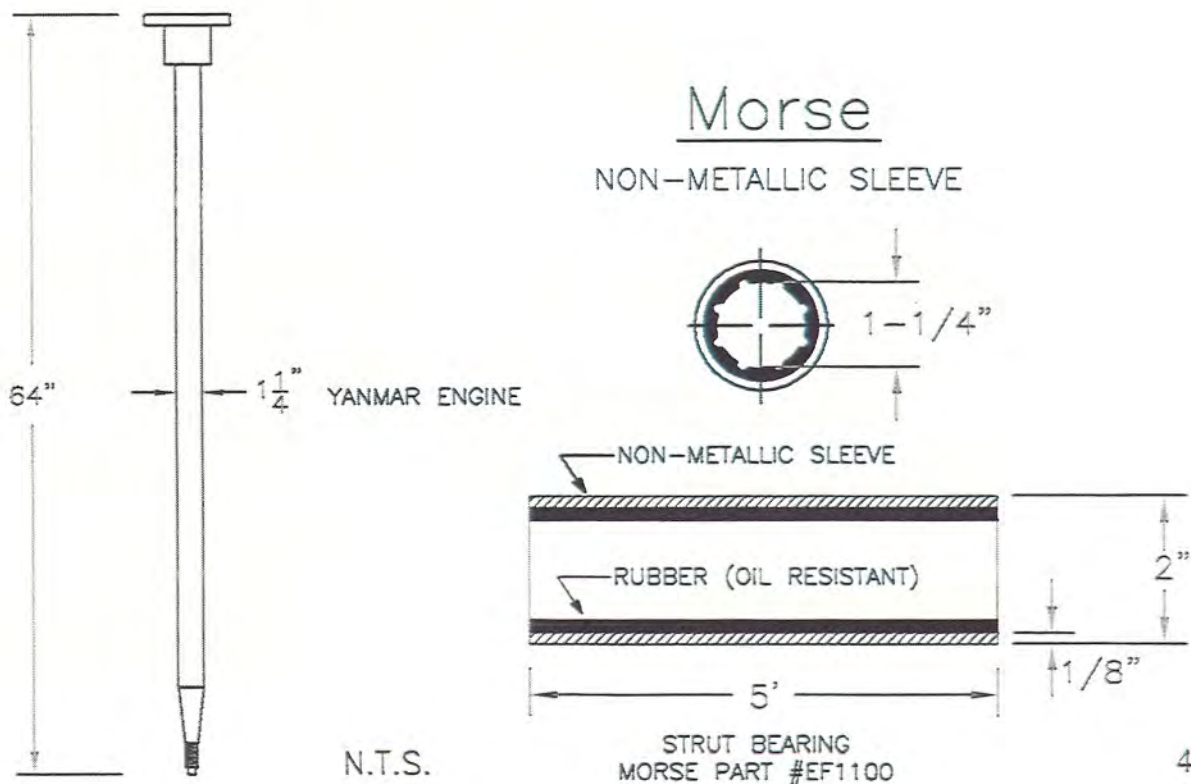 64"
1 1/4"
YANMAR ENGINE
N.T.S.
Morse
NON-METALLIC SLEEVE
1-1/4"
NON-METALLIC SLEEVE
RUBBER (OIL RESISTANT)
2"
1/8"
5'
STRUT BEARING
MORSE PART #EF1100
4